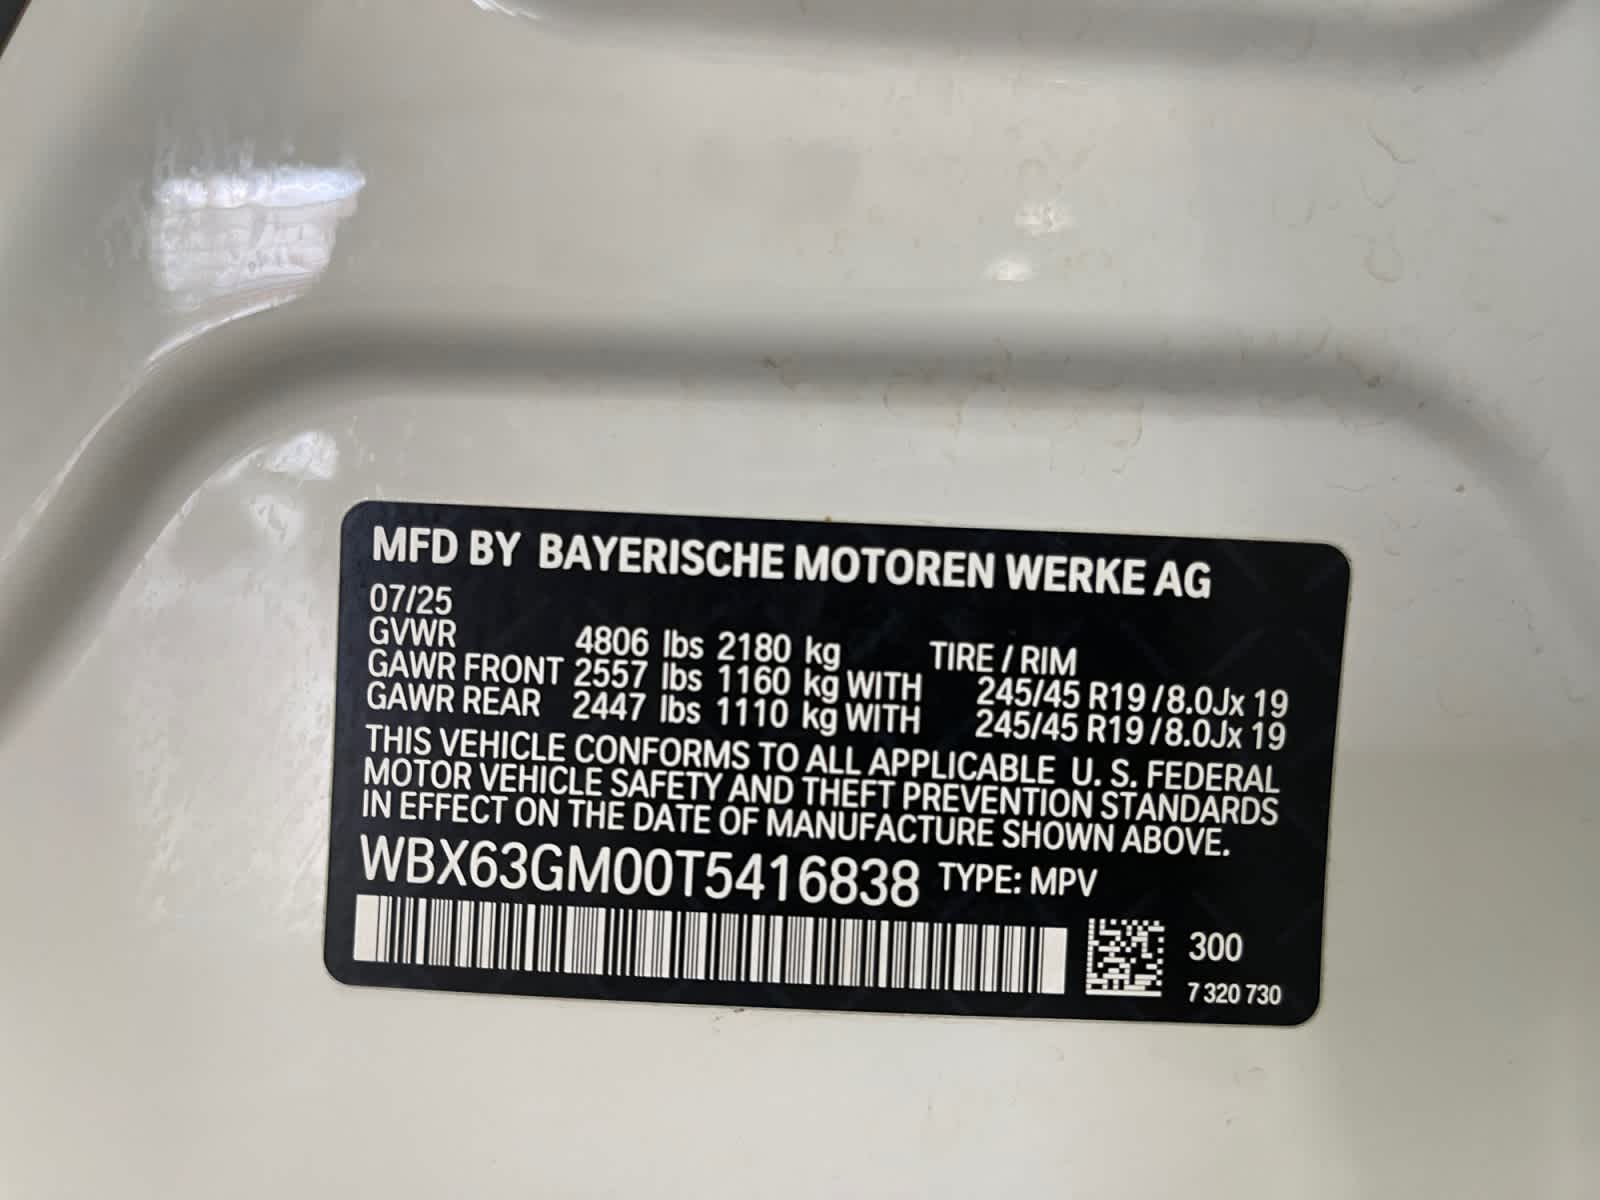 MFD BY BAYERISCHE MOTOREN WERKE AG
07/25
GVWR 4806 lbs 2180 kg TIRE / RIM
GAWR FRONT 2557 lbs 1160 kg WITH 245/45 R19 / 8.0Jx 19
GAWR REAR 2447 lbs 1110 kg WITH 245/45 R19 / 8.0Jx 19
THIS VEHICLE CONFORMS TO ALL APPLICABLE U. S. FEDERAL
MOTOR VEHICLE SAFETY AND THEFT PREVENTION STANDARDS
IN EFFECT ON THE DATE OF MANUFACTURE SHOWN ABOVE.
WBX63GM00T5416838 TYPE: MPV
300
7 320 730